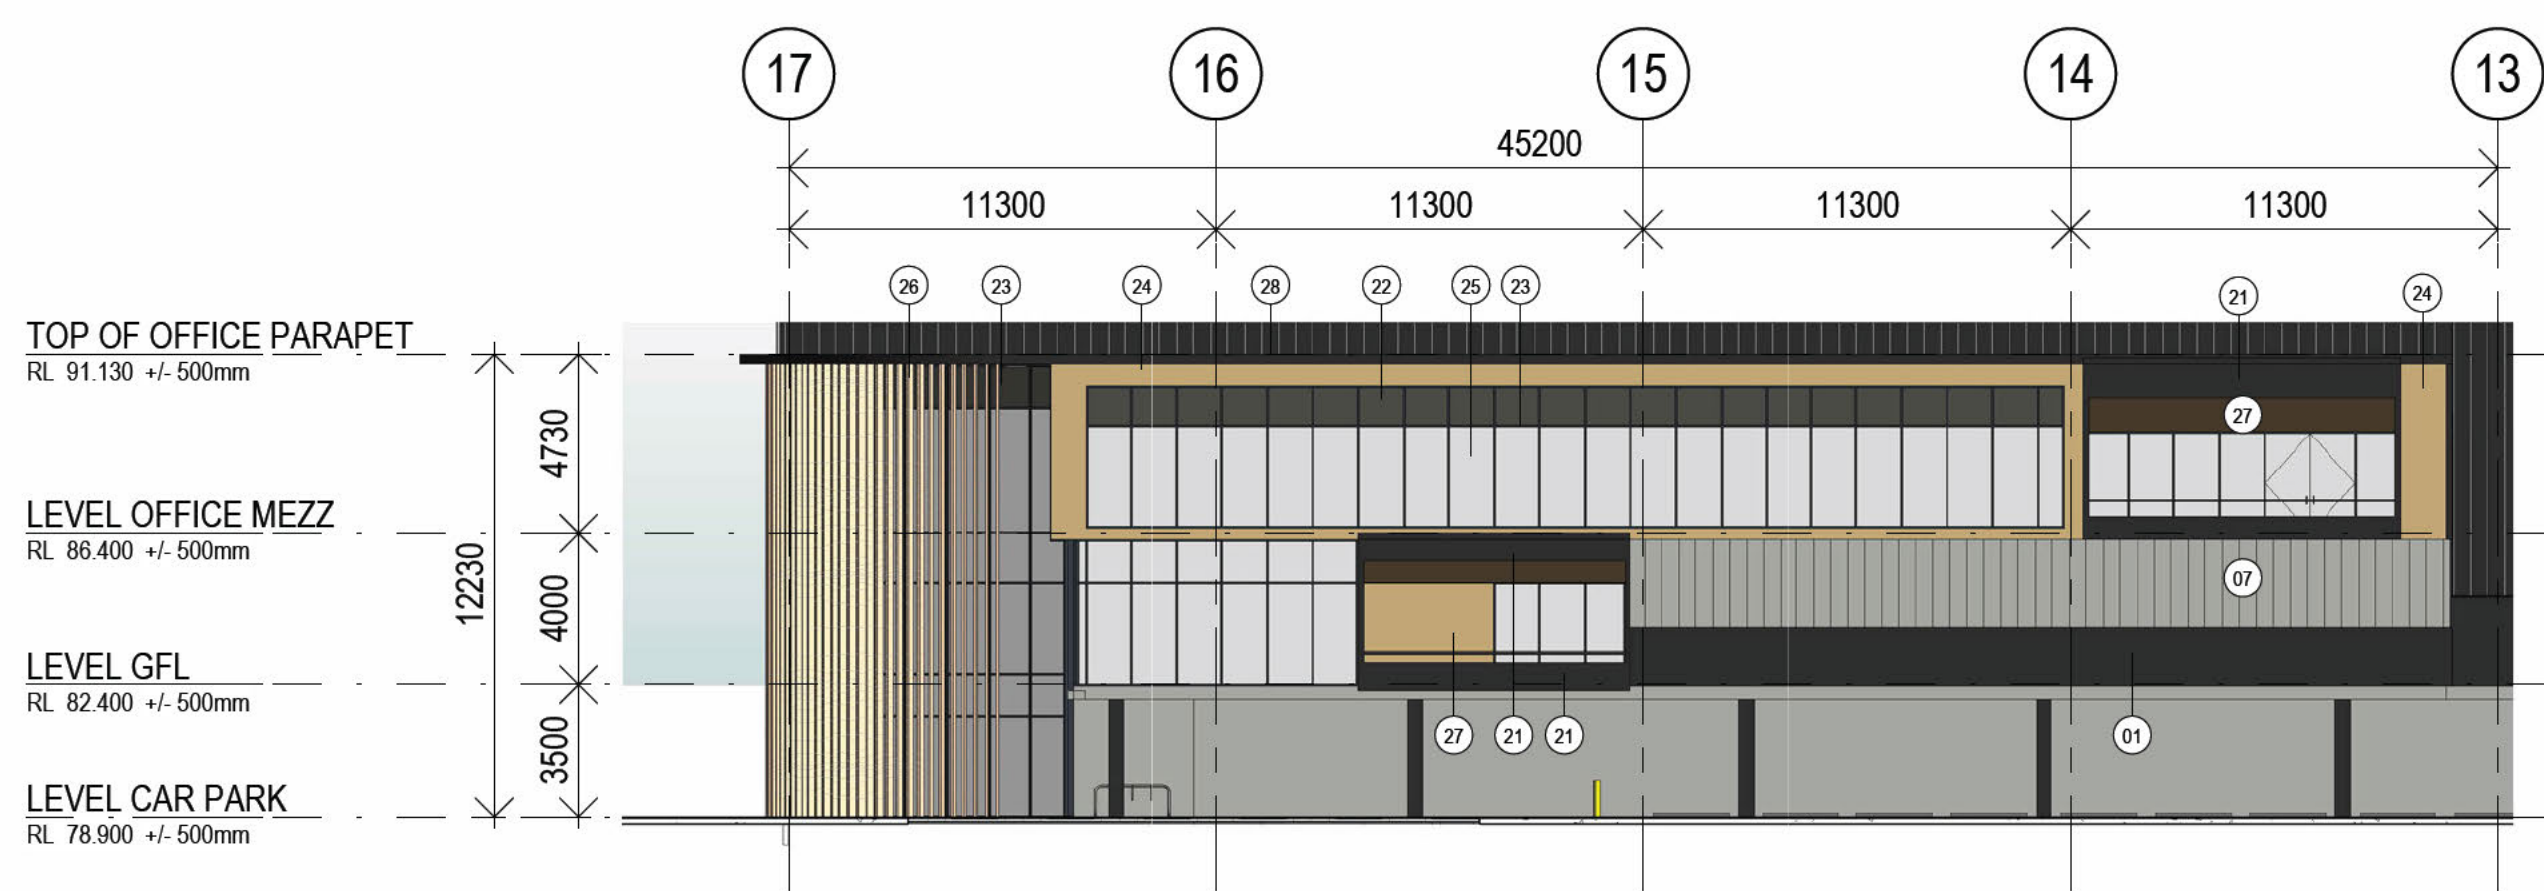 17 16 15 14 13
45200
11300 11300 11300 11300
26 23 24 28 22 25 23 21 24
TOP OF OFFICE PARAPET
RL 91.130 +/- 500mm
27
4730
LEVEL OFFICE MEZZ
RL 86.400 +/- 500mm
12230
4000
07
LEVEL GFL
RL 82.400 +/- 500mm
27 21 21 01
3500
LEVEL CAR PARK
RL 78.900 +/- 500mm